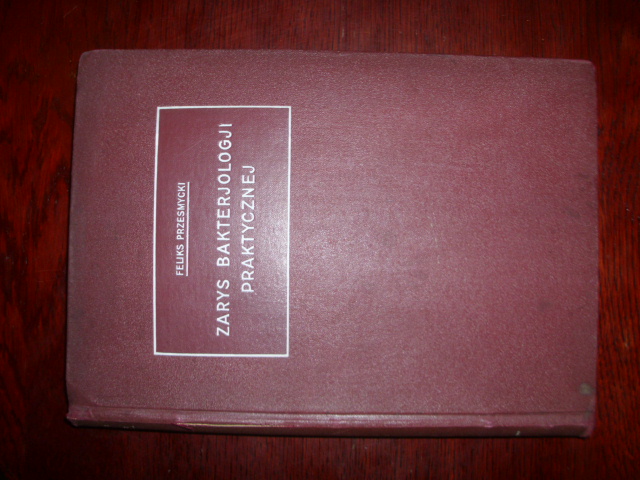 FELIKS PRZESMYCKI
ZARYS BAKTERJOLOGJI
PRAKTYCZNEJ